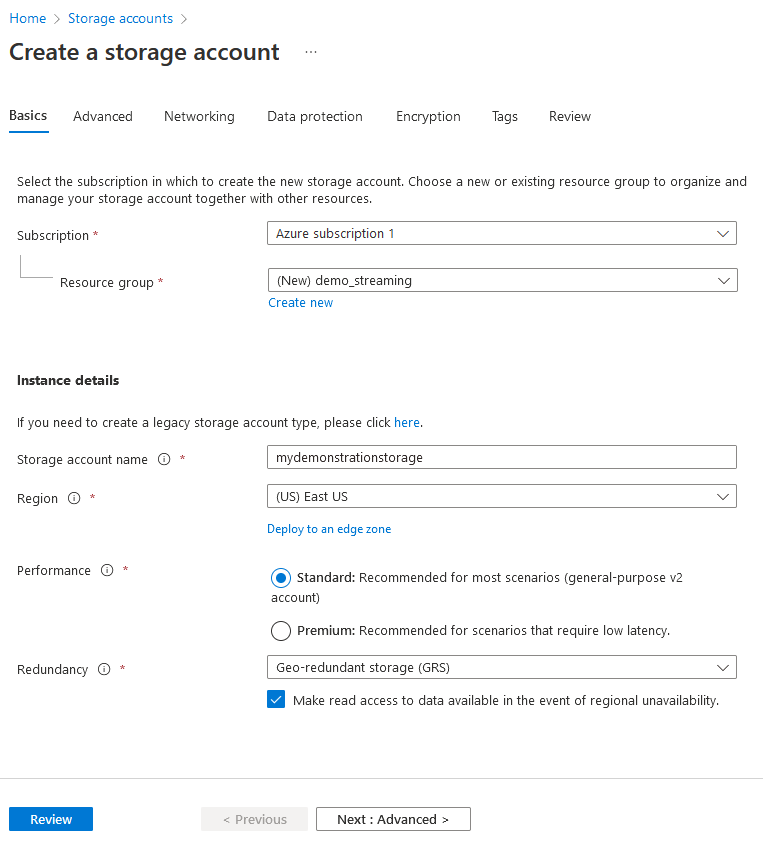 Home > Storage accounts >
Create a storage account ...
Basics Advanced Networking Data protection Encryption Tags Review
Select the subscription in which to create the new storage account. Choose a new or existing resource group to organize and
manage your storage account together with other resources.
Subscription * Azure subscription 1
Resource group * (New) demo_streaming
Create new
Instance details
If you need to create a legacy storage account type, please click here.
Storage account name * mydemonstrationstorage
Region * (US) East US
Deploy to an edge zone
Performance * Standard: Recommended for most scenarios (general-purpose v2
account)
Premium: Recommended for scenarios that require low latency.
Redundancy * Geo-redundant storage (GRS)
Make read access to data available in the event of regional unavailability.
Review < Previous Next : Advanced >